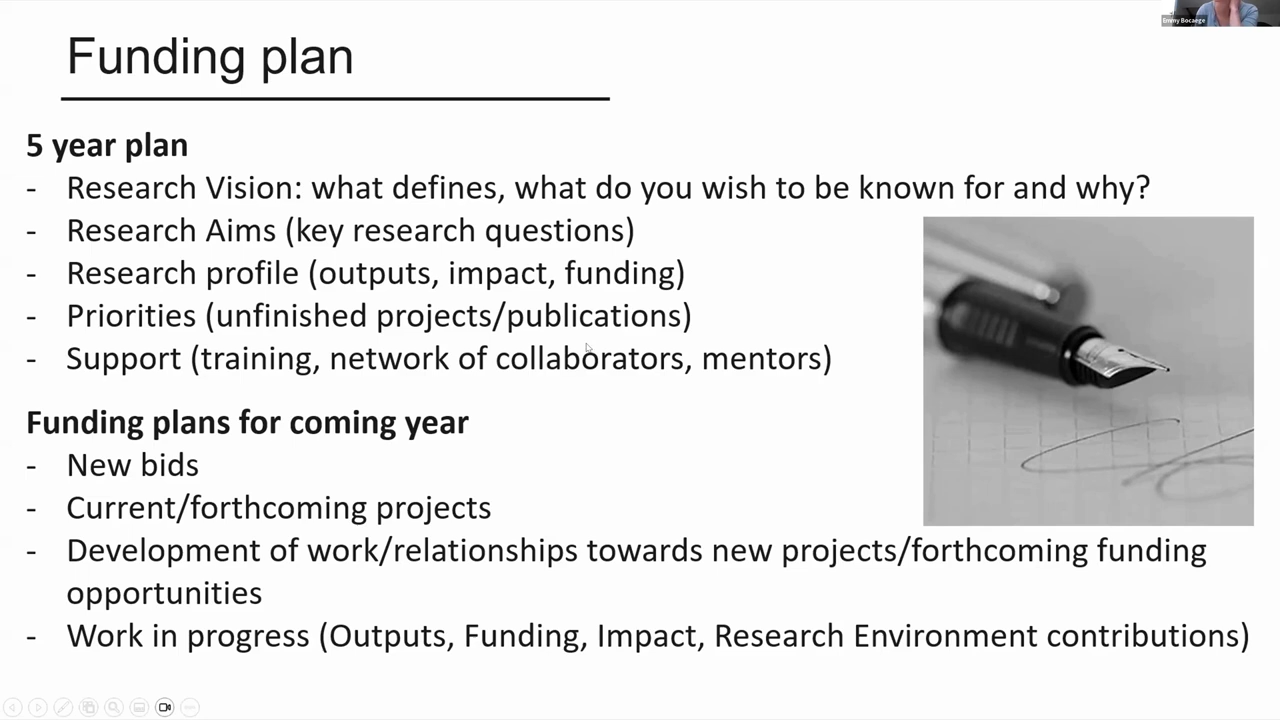 Emmy Bocaege
Funding plan
5 year plan
- Research Vision: what defines, what do you wish to be known for and why?
- Research Aims (key research questions)
- Research profile (outputs, impact, funding)
- Priorities (unfinished projects/publications)
- Support (training, network of collaborators, mentors)
Funding plans for coming year
- New bids
- Current/forthcoming projects
- Development of work/relationships towards new projects/forthcoming funding
opportunities
- Work in progress (Outputs, Funding, Impact, Research Environment contributions)